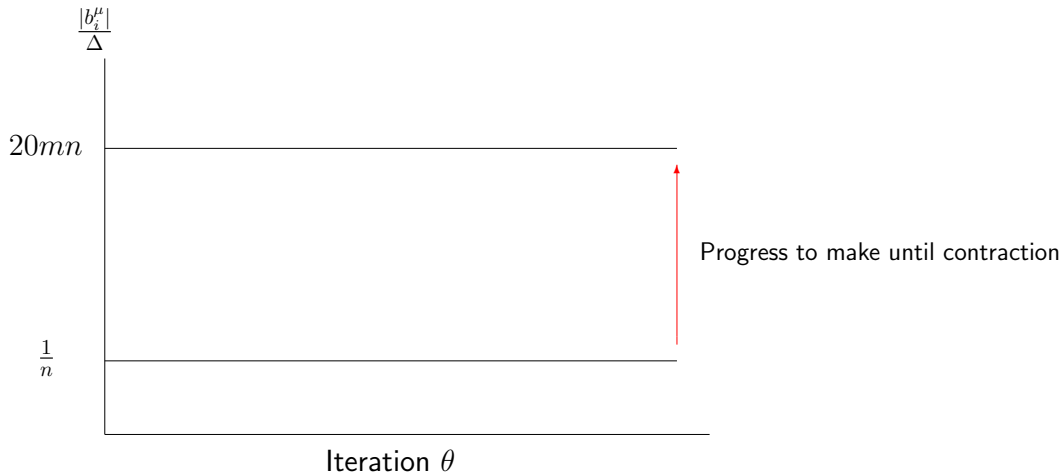 |b_i^μ|
Δ
20mn
Progress to make until contraction
1
n
Iteration θ